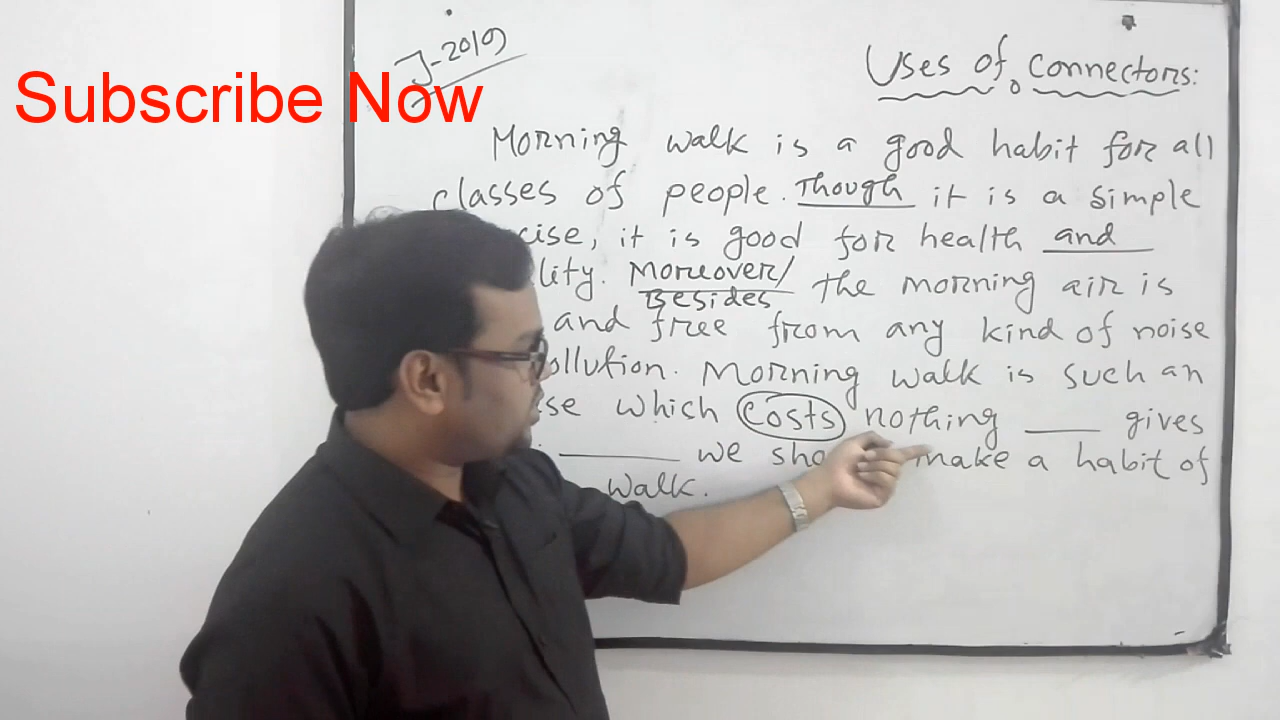 J-2019
Subscribe Now
Uses of Connectors:
Morning walk is a good habit for all
classes of people. Though it is a simple
cise, it is good for health and
lity. Moreover/
Besides the morning air is
and free from any kind of noise
ollution. Morning walk is such an
se which costs nothing ____ gives
____ we sho make a habit of
walk.